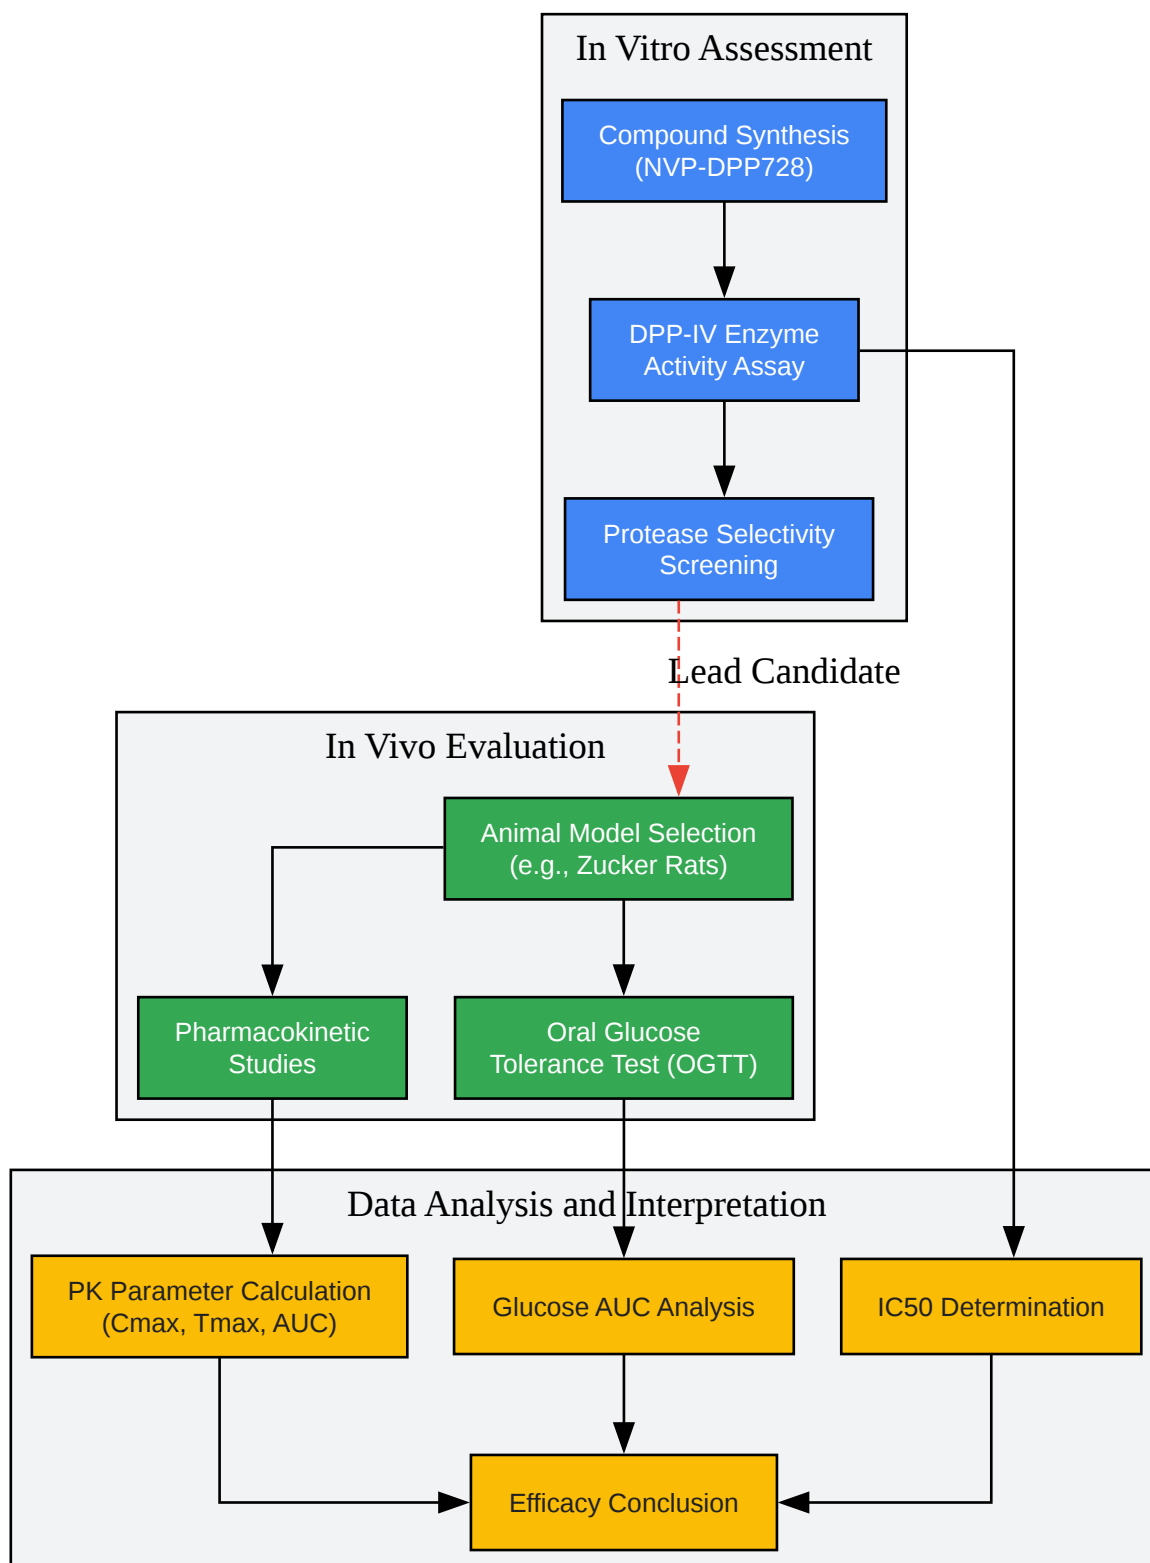 In Vitro Assessment
Compound Synthesis
(NVP-DPP728)
DPP-IV Enzyme
Activity Assay
Protease Selectivity
Screening
Lead Candidate
In Vivo Evaluation
Animal Model Selection
(e.g., Zucker Rats)
Pharmacokinetic
Studies
Oral Glucose
Tolerance Test (OGTT)
Data Analysis and Interpretation
PK Parameter Calculation
(Cmax, Tmax, AUC)
Glucose AUC Analysis
IC50 Determination
Efficacy Conclusion